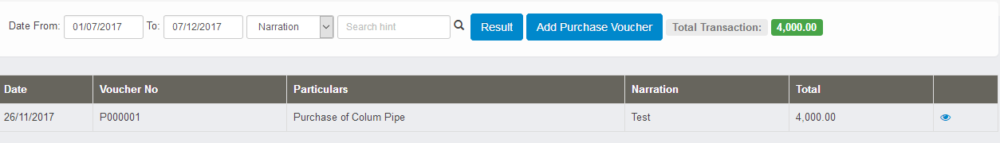 Date From: 01/07/2017 To: 07/12/2017 Narration Search hint Result Add Purchase Voucher Total Transaction: 4,000.00
Date Voucher No Particulars Narration Total
26/11/2017 P000001 Purchase of Colum Pipe Test 4,000.00